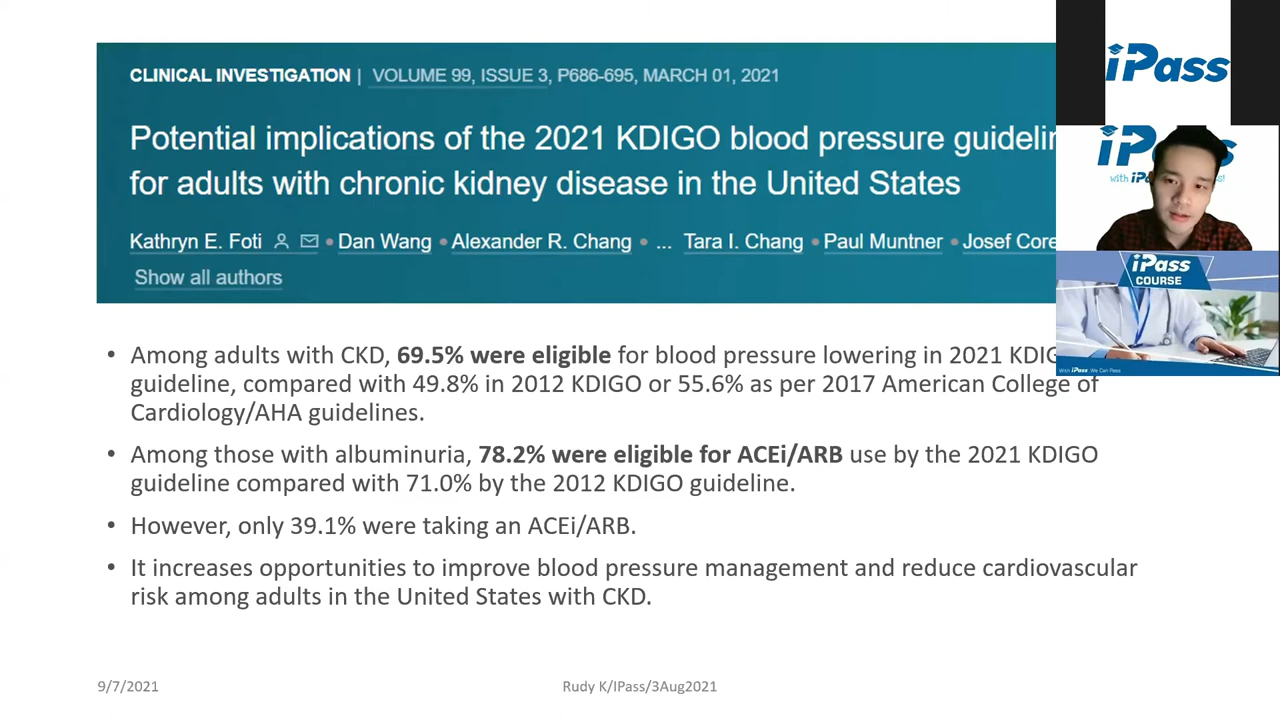 CLINICAL INVESTIGATION | VOLUME 99, ISSUE 3, P686-695, MARCH 01, 2021
Potential implications of the 2021 KDIGO blood pressure
for adults with chronic kidney disease in the United States
Kathryn E. Foti • Dan Wang • Alexander R. Chang • ... Tara I. Chang • Paul Muntner • Josef
Show all authors
• Among adults with CKD, 69.5% were eligible for blood pressure lowering in 2021
guideline, compared with 49.8% in 2012 KDIGO or 55.6% as per 2017 American College of
Cardiology/AHA guidelines.
• Among those with albuminuria, 78.2% were eligible for ACEi/ARB use by the 2021 KDIGO
guideline compared with 71.0% by the 2012 KDIGO guideline.
• However, only 39.1% were taking an ACEi/ARB.
• It increases opportunities to improve blood pressure management and reduce cardiovascular
risk among adults in the United States with CKD.
9/7/2021
Rudy K/IPass/3Aug2021
iPass
with
iPass
COURSE
With iPass, We Can Pass